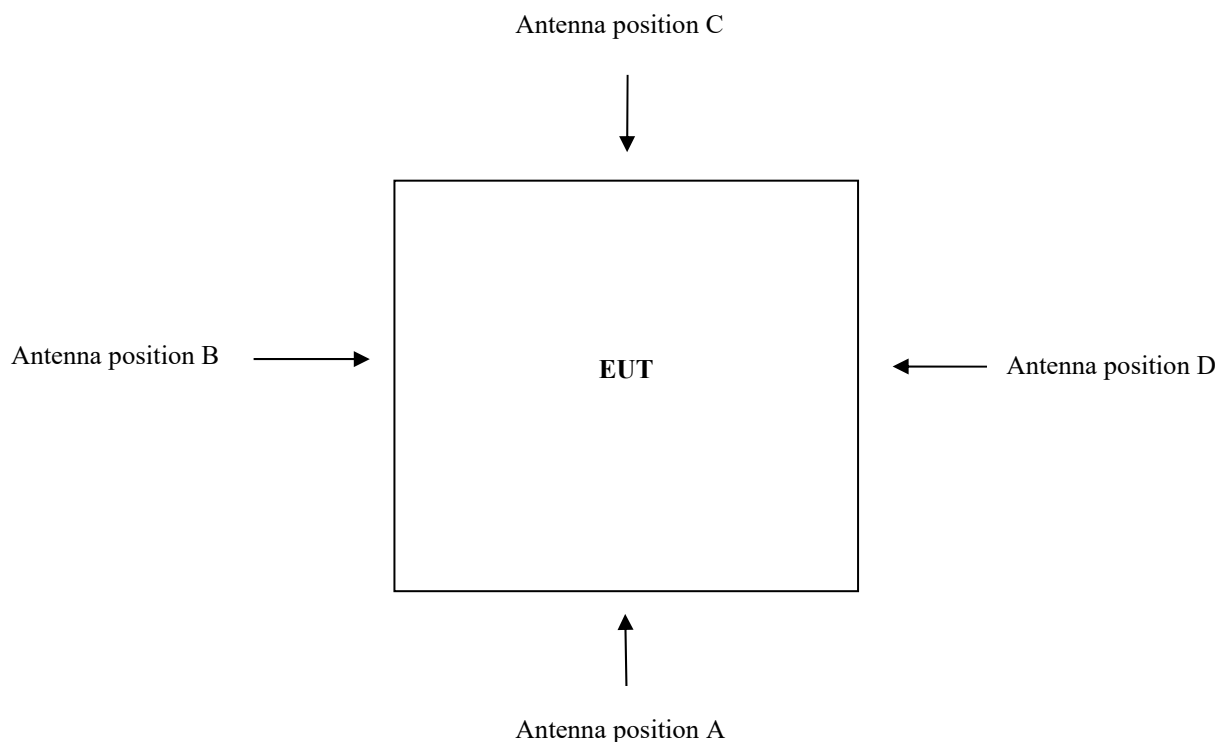 Antenna position C
Antenna position B
EUT
Antenna position D
Antenna position A